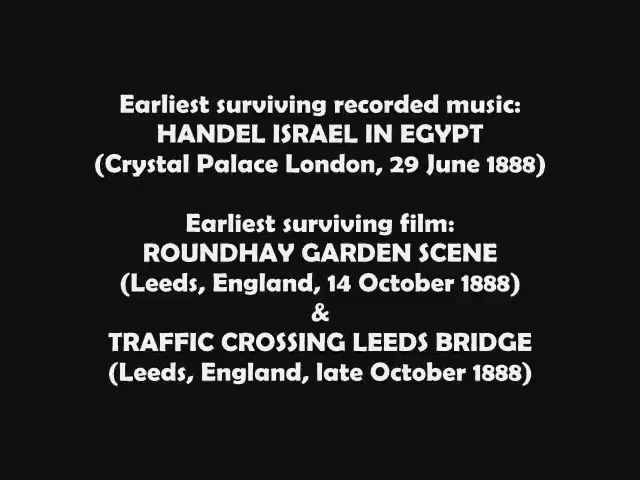 Earliest surviving recorded music:
HANDEL ISRAEL IN EGYPT
(Crystal Palace London, 29 June 1888)
Earliest surviving film:
ROUNDHAY GARDEN SCENE
(Leeds, England, 14 October 1888)
&
TRAFFIC CROSSING LEEDS BRIDGE
(Leeds, England, late October 1888)